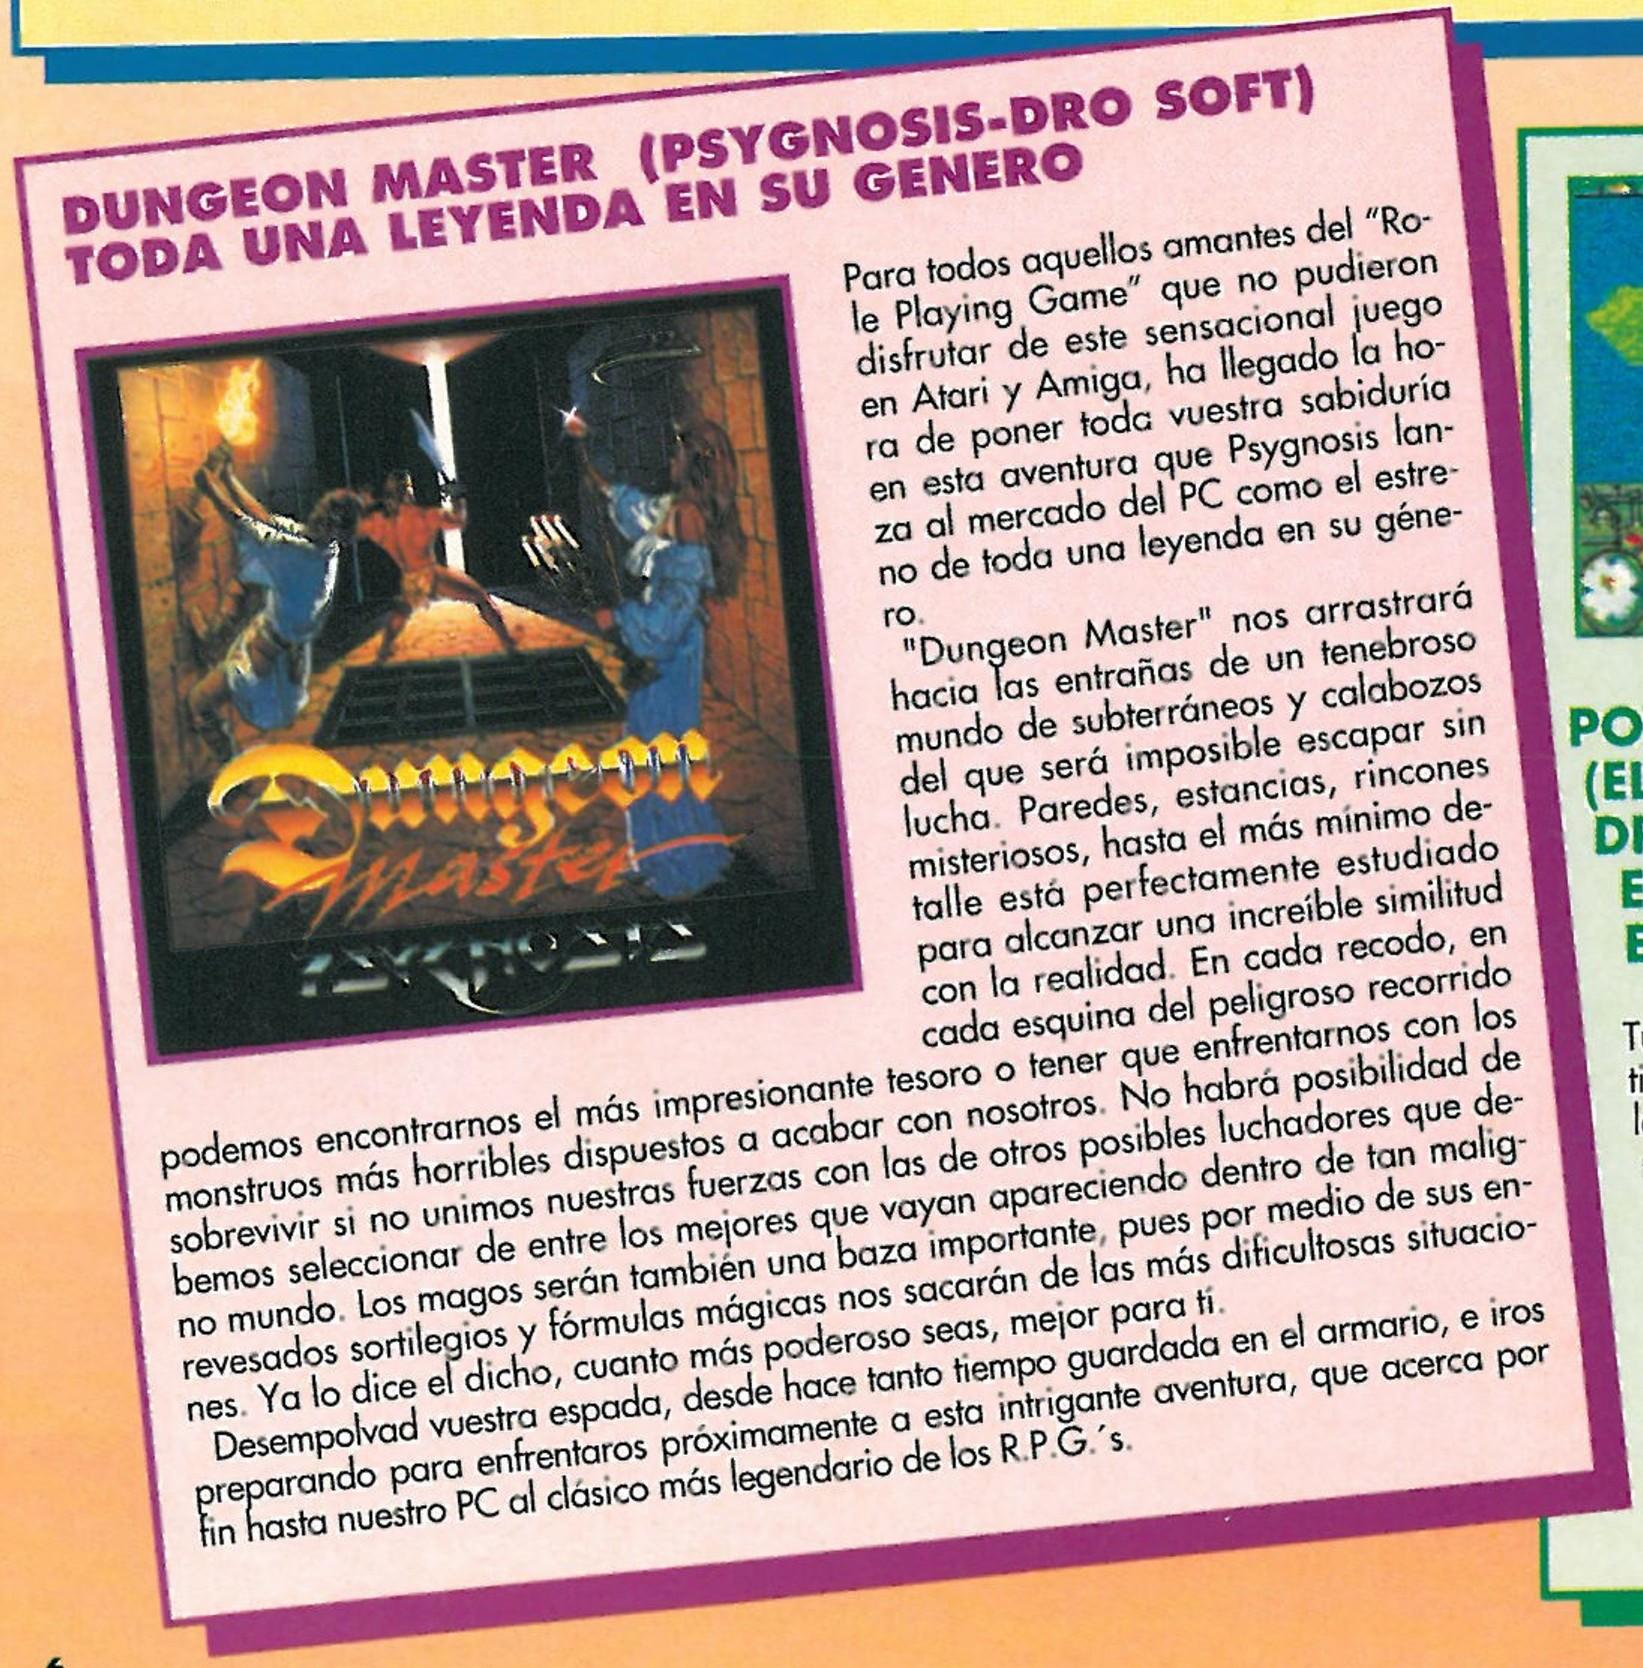 DUNGEON MASTER (PSYGNOSIS-DRO SOFT)
TODA UNA LEYENDA EN SU GENERO
Para todos aquellos amantes del "Ro-
le Playing Game" que no pudieron
disfrutar de este sensacional juego
en Atari y Amiga, ha llegado la ho-
ra de poner toda vuestra sabiduría
en esta aventura que Psygnosis lan-
za al mercado del PC como el estre-
no de toda una leyenda en su géne-
ro.
"Dungeon Master" nos arrastrará
hacia las entrañas de un tenebroso
mundo de subterráneos y calabozos
del que será imposible escapar sin
lucha. Paredes, estancias, rincones
misteriosos, hasta el más mínimo de-
talle está perfectamente estudiado
para alcanzar una increíble similitud
con la realidad. En cada recodo, en
cada esquina del peligroso recorrido
podemos encontrarnos el más impresionante tesoro o tener que enfrentarnos con los
monstruos más horribles dispuestos a acabar con nosotros. No habrá posibilidad de
sobrevivir si no unimos nuestras fuerzas con las de otros posibles luchadores que de-
bemos seleccionar de entre los mejores que vayan apareciendo dentro de tan malig-
no mundo. Los magos serán también una baza importante, pues por medio de sus en-
revesados sortilegios y fórmulas mágicas nos sacarán de las más dificultosas situacio-
nes. Ya lo dice el dicho, cuanto más poderoso seas, mejor para tí.
Desempolvad vuestra espada, desde hace tanto tiempo guardada en el armario, e iros
preparando para enfrentaros próximamente a esta intrigante aventura, que acerca por
fin hasta nuestro PC al clásico más legendario de los R.P.G.´s.
Dungeon
Master
PSYGNOSIS
PO
(EL